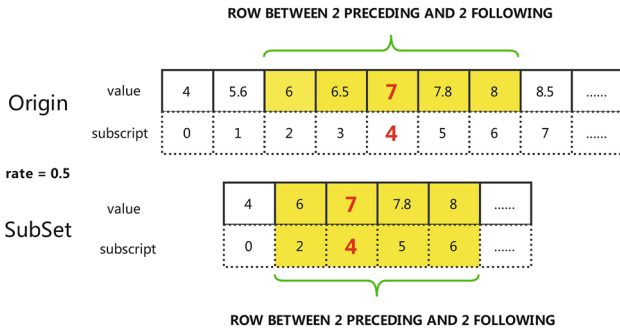 ROW BETWEEN 2 PRECEDING AND 2 FOLLOWING
Origin
value 4 5.6 6 6.5 7 7.8 8 8.5 ......
subscript 0 1 2 3 4 5 6 7 ......
rate = 0.5
SubSet
value 4 6 7 7.8 8 ......
subscript 0 2 4 5 6 ......
ROW BETWEEN 2 PRECEDING AND 2 FOLLOWING